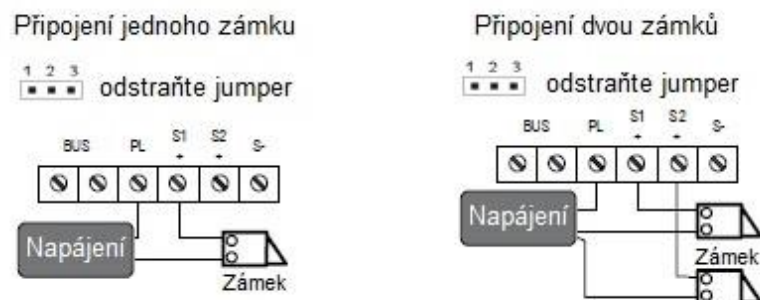 Připojení jednoho zámku
1 2 3
odstraňte jumper
BUS PL S1 S2 S-
+ +
Napájení
Zámek
Připojení dvou zámků
1 2 3
odstraňte jumper
BUS PL S1 S2 S-
+ +
Napájení
Zámek